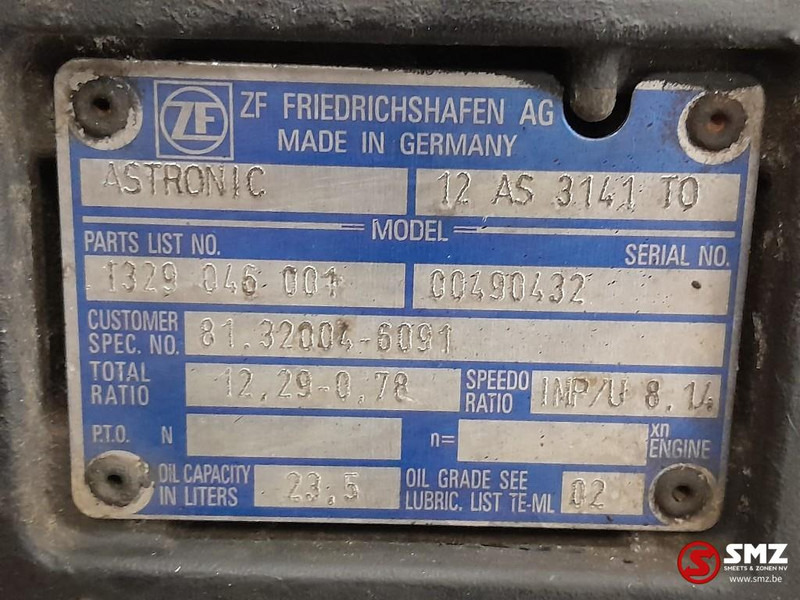 ZF
ZF FRIEDRICHSHAFEN AG
MADE IN GERMANY
ASTRONIC 12 AS 3141 TO
MODEL
PARTS LIST NO. SERIAL NO.
1329 046 001 00490432
CUSTOMER
SPEC. NO. 81.32004-6091
TOTAL
RATIO 12,29-0,78 SPEEDO
RATIO IMP/U 8.14
P.T.O. N n= xn
ENGINE
OIL CAPACITY
IN LITERS 23,5 OIL GRADE SEE
LUBRIC. LIST TE-ML 02
SMZ
SMEETS & ZONEN NV
www.smz.be